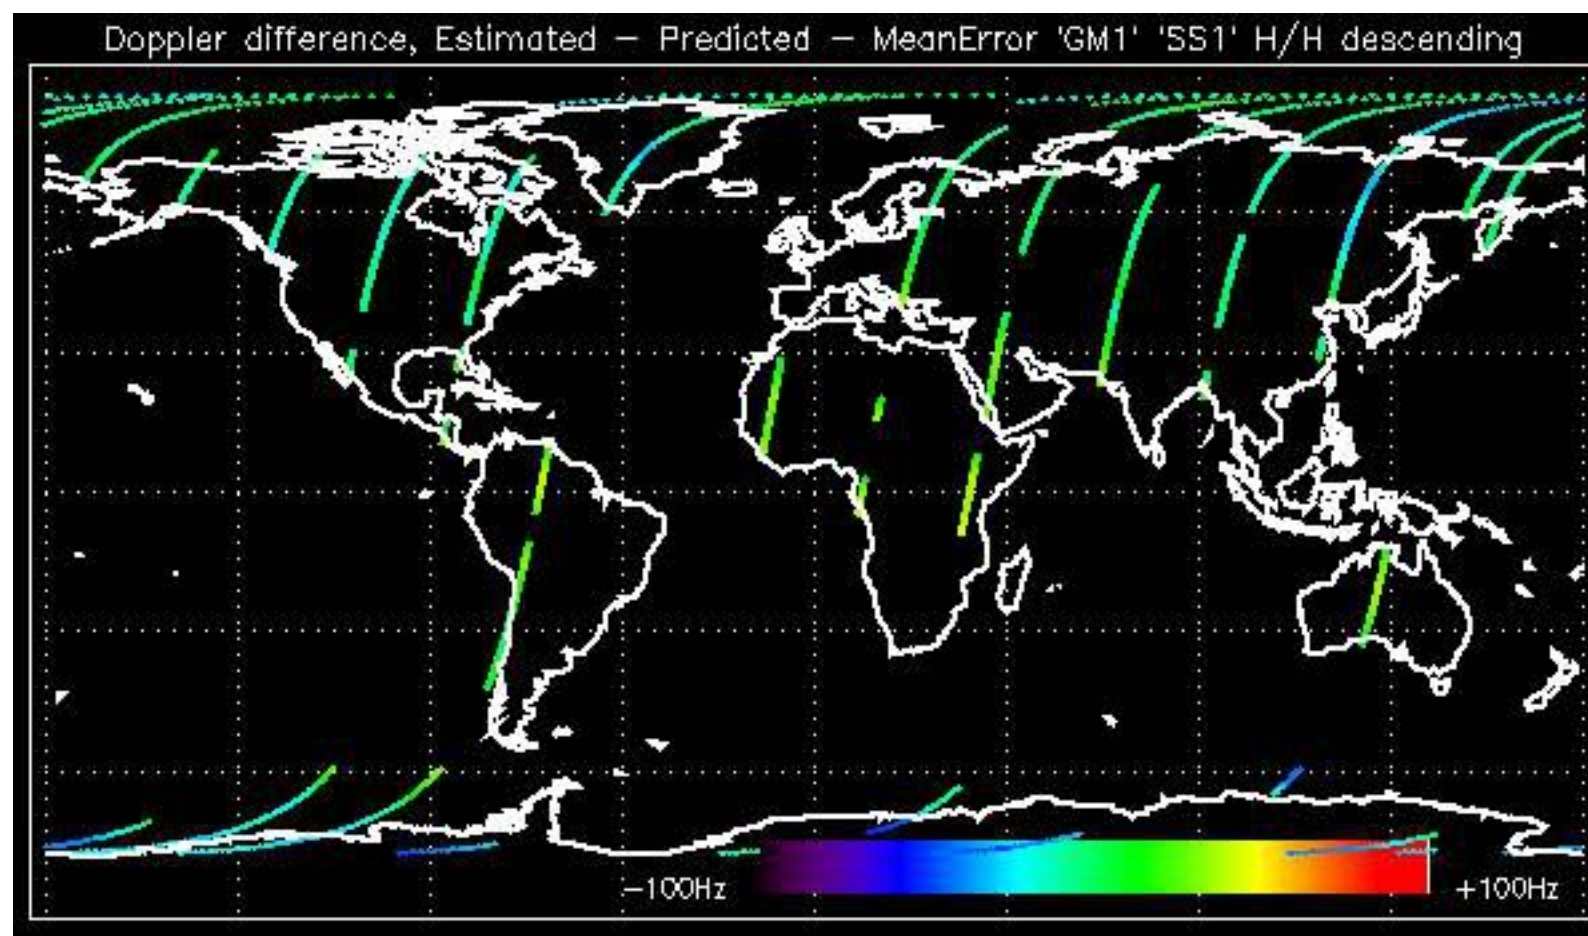 Doppler difference, Estimated − Predicted − MeanError 'GM1' 'SS1' H/H descending
−100Hz
+100Hz